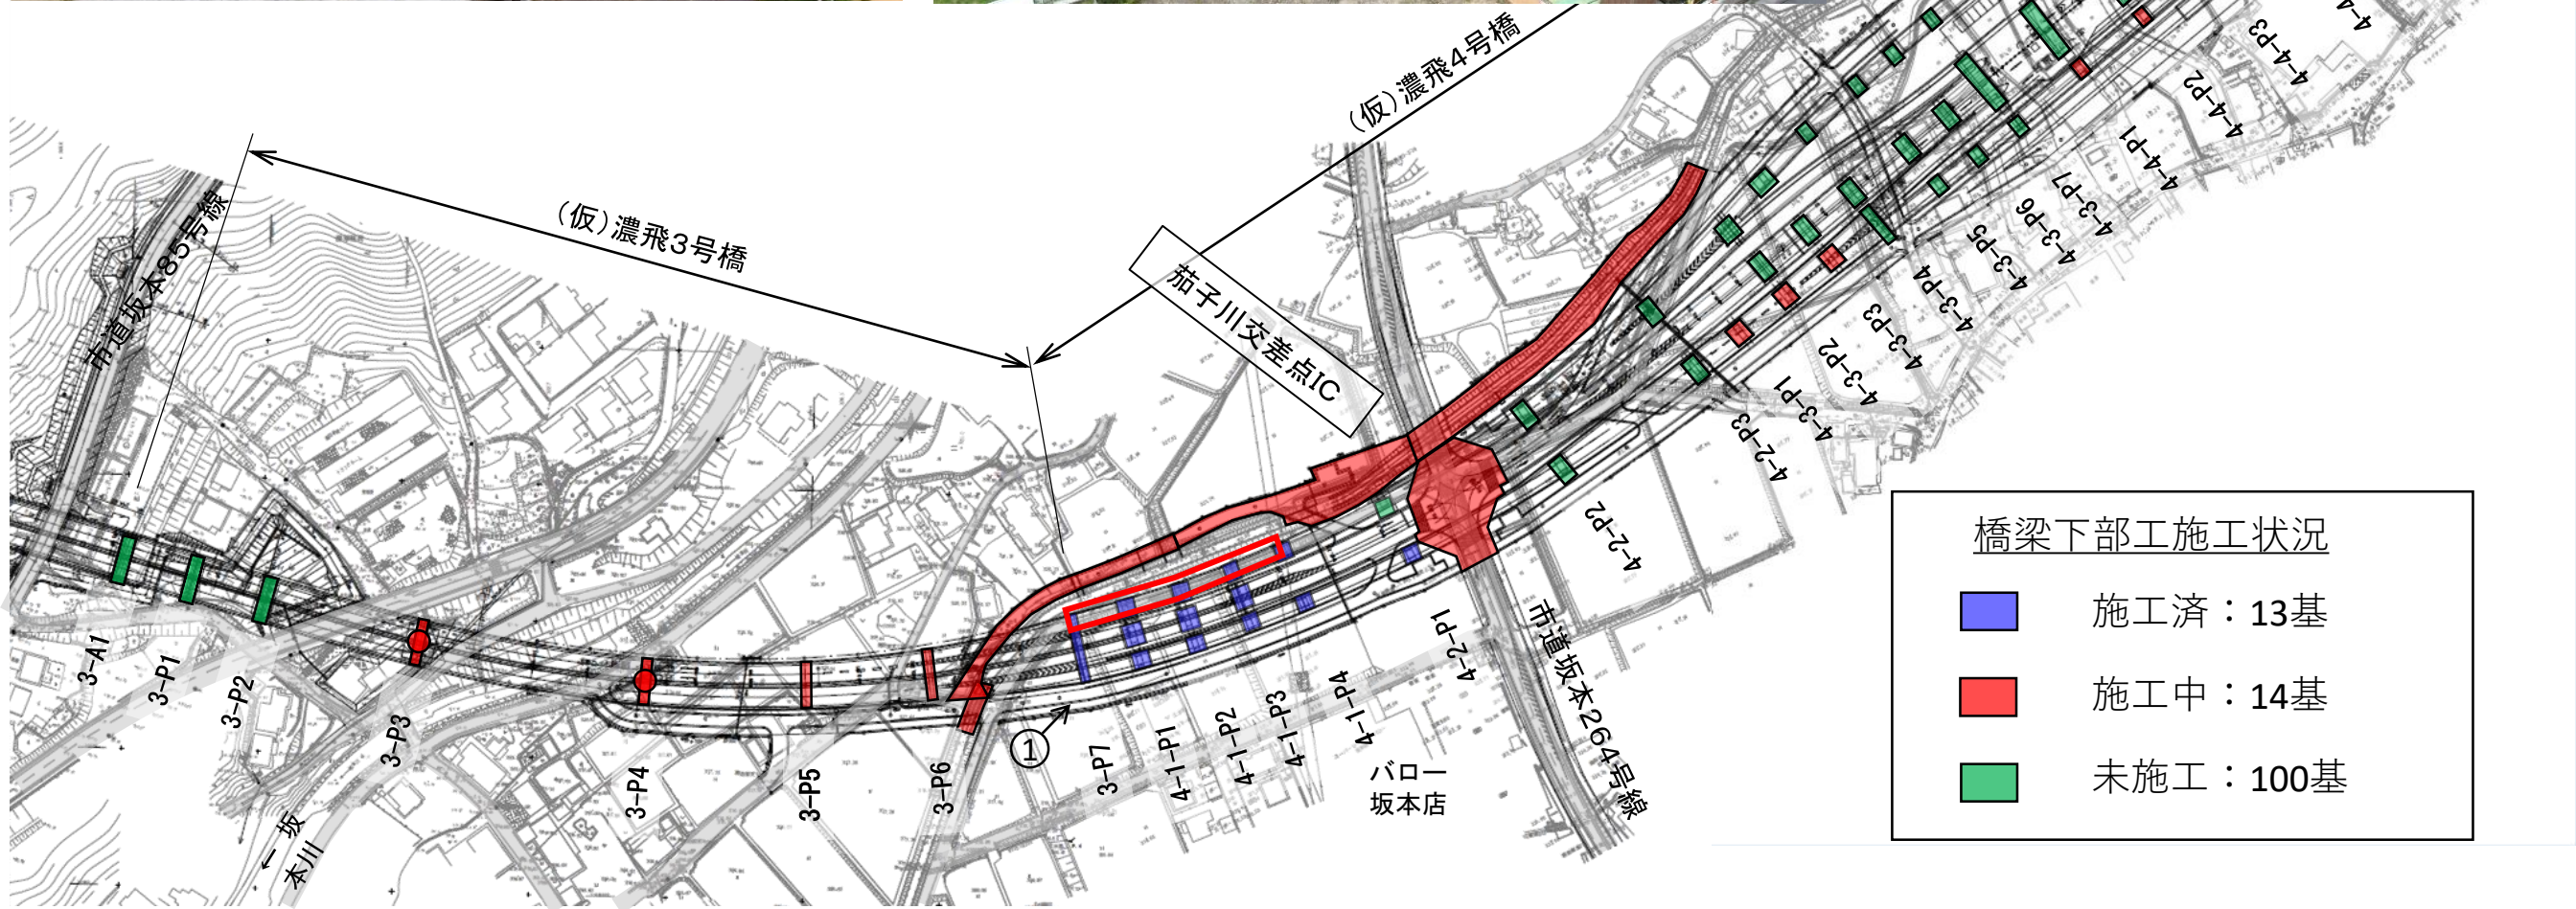 (仮)濃飛4号橋
(仮)濃飛3号橋
茄子川交差点IC
市道坂本85号線
市道坂本264号線
3-A1
3-P1
3-P2
3-P3
3-P4
3-P5
3-P6
3-P7
4-1-P1
4-1-P2
4-1-P3
4-1-P4
4-2-P1
4-2-P2
4-2-P3
4-3-P1
4-3-P2
4-3-P3
4-3-P4
4-3-P5
4-3-P6
4-3-P7
4-4-P1
4-4-P2
4-4-P3
①
バロー
坂本店
← 坂
本川
橋梁下部工施工状況
施工済：13基
施工中：14基
未施工：100基